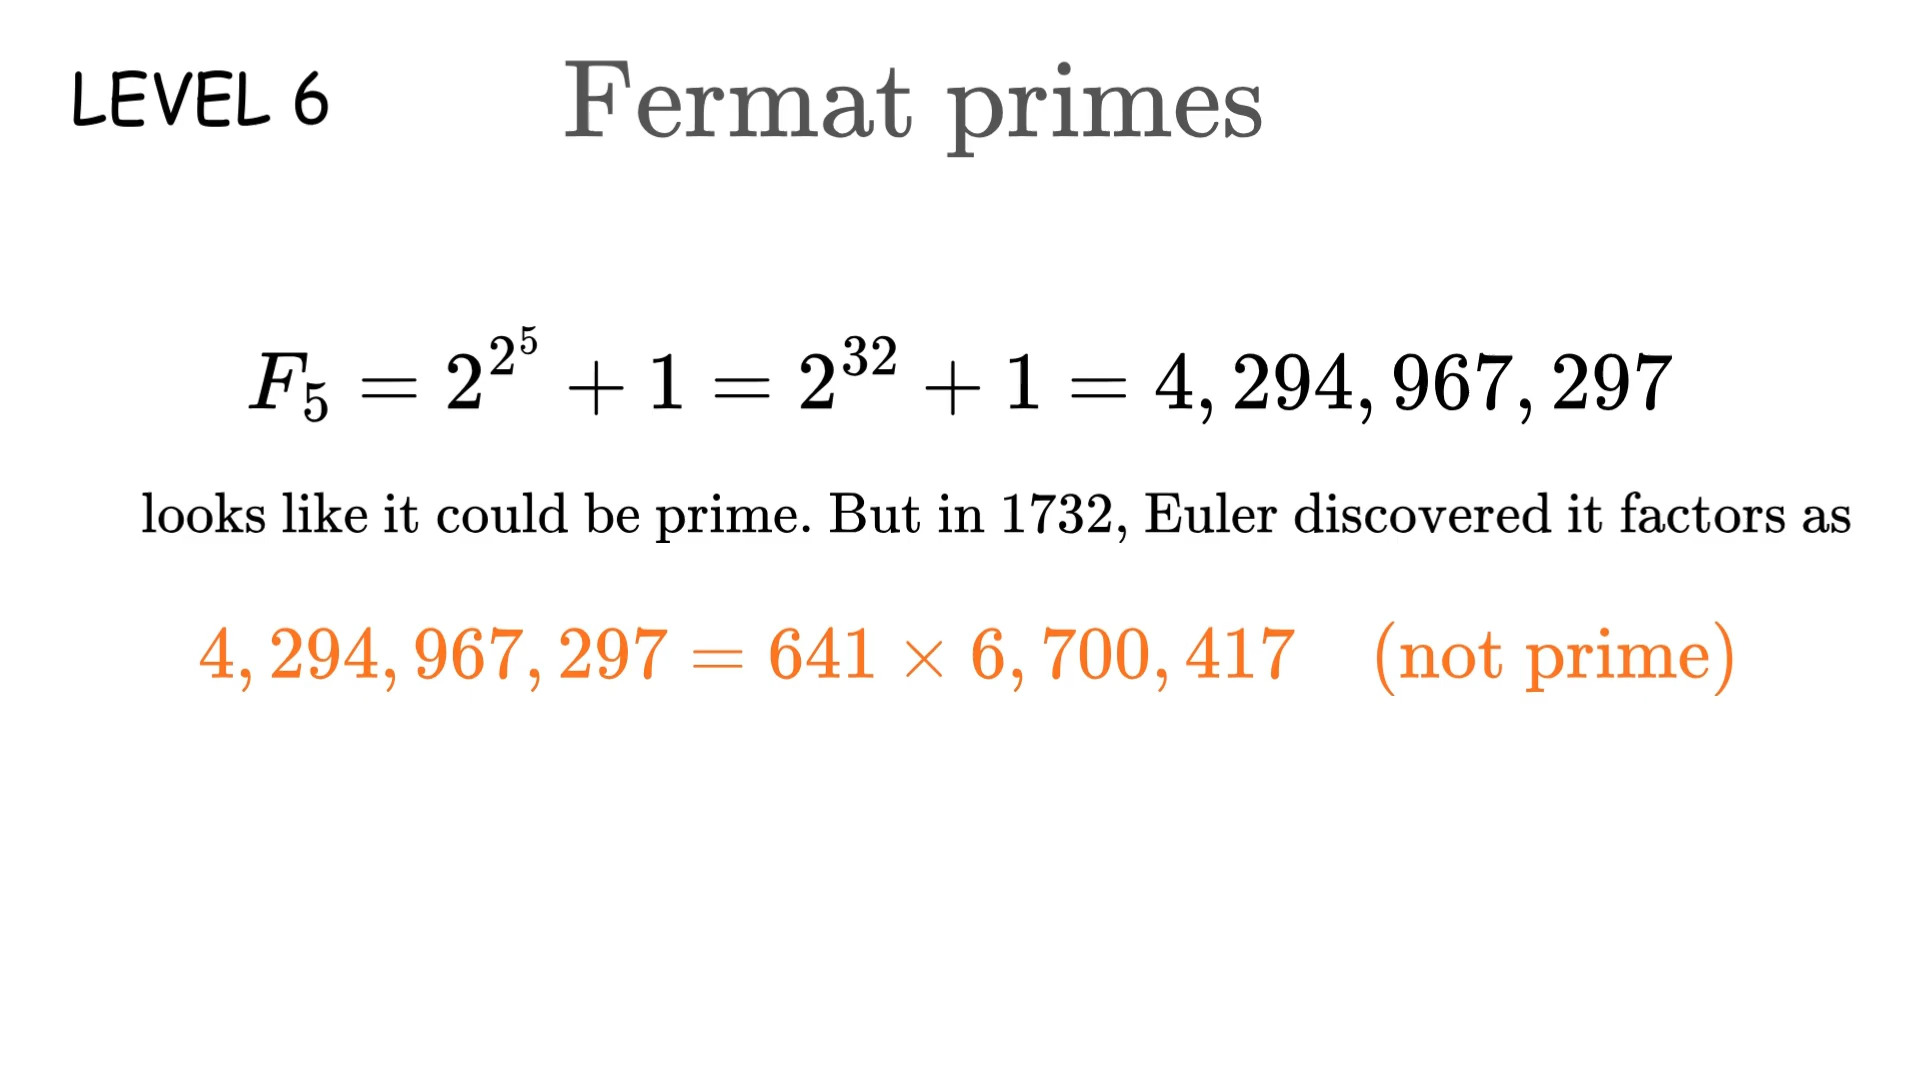 LEVEL 6
Fermat primes
F₅ = 2^{2^5} + 1 = 2^{32} + 1 = 4, 294, 967, 297
looks like it could be prime. But in 1732, Euler discovered it factors as
4, 294, 967, 297 = 641 × 6, 700, 417 (not prime)